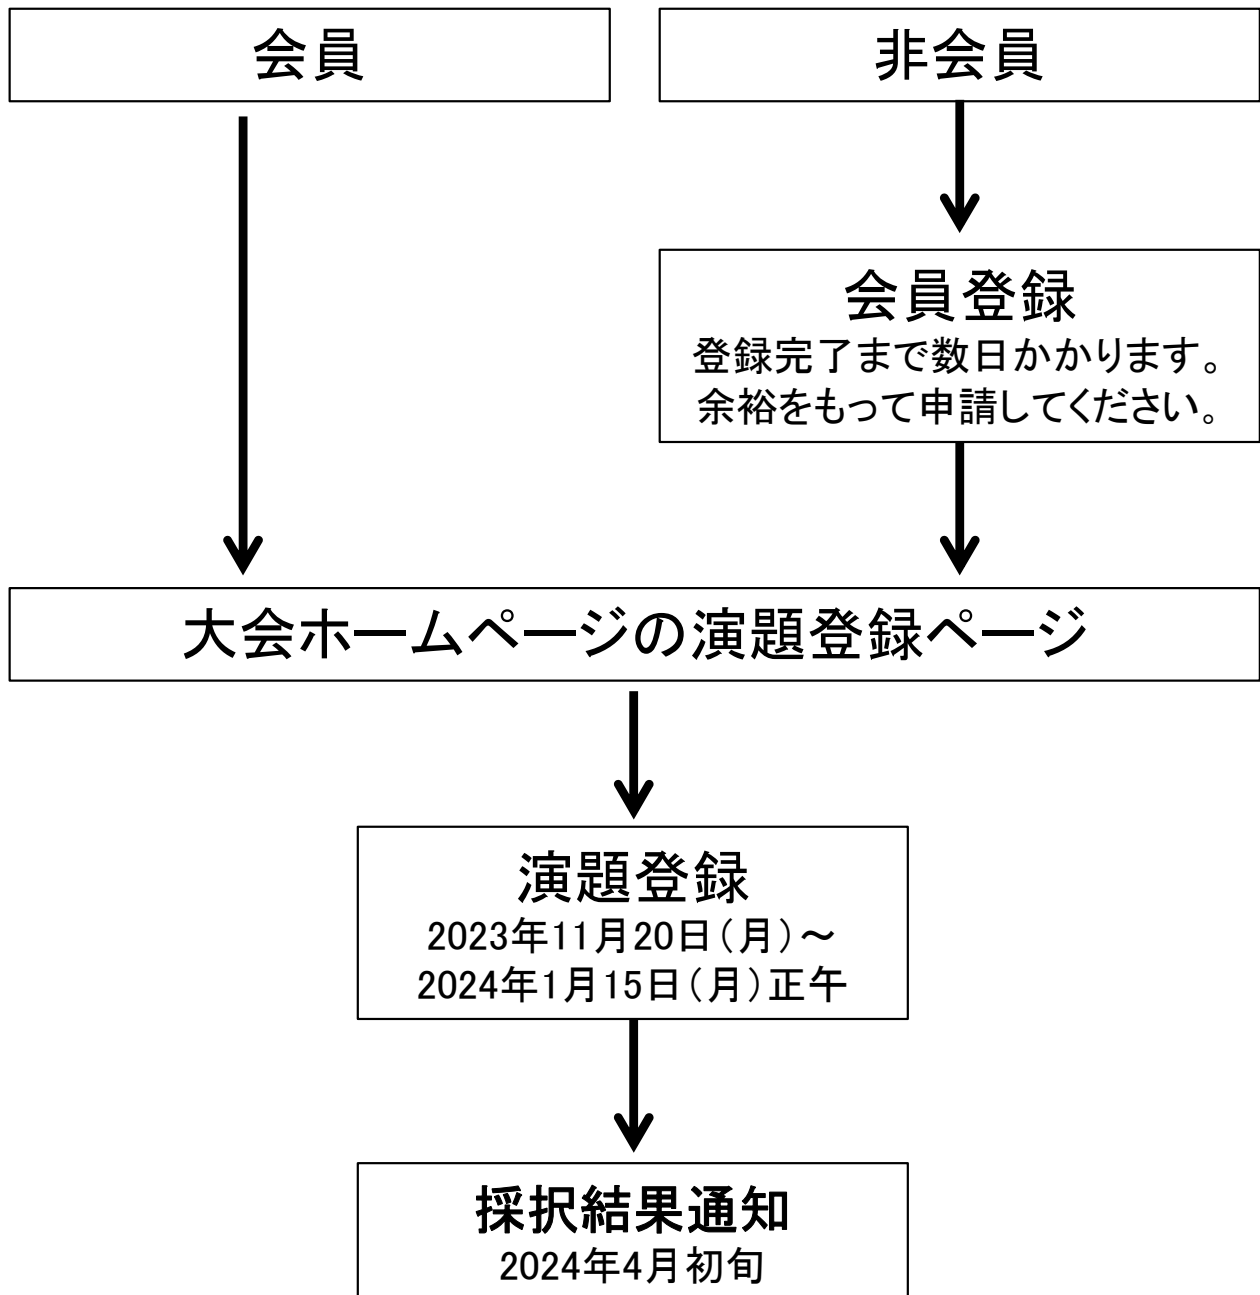 会員
非会員
会員登録
登録完了まで数日かかります。
余裕をもって申請してください。
大会ホームページの演題登録ページ
演題登録
2023年11月20日（月）～
2024年1月15日（月）正午
採択結果通知
2024年4月初旬